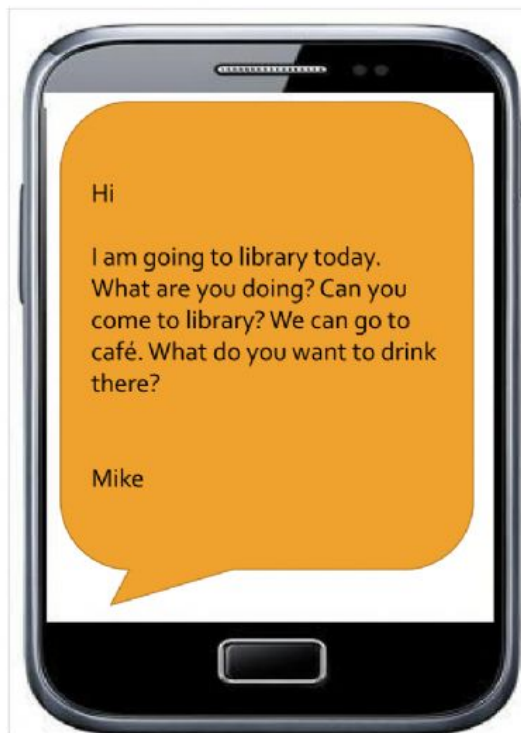 Hi
I am going to library today.
What are you doing? Can you
come to library? We can go to
café. What do you want to drink
there?
Mike